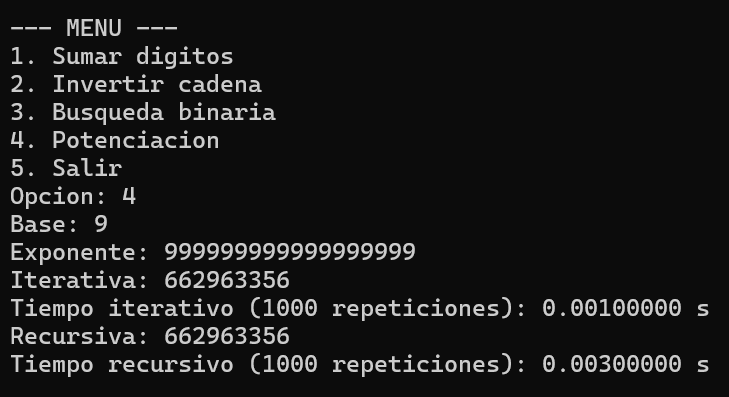 --- MENU ---
1. Sumar digitos
2. Invertir cadena
3. Busqueda binaria
4. Potenciacion
5. Salir
Opcion: 4
Base: 9
Exponente: 999999999999999999
Iterativa: 662963356
Tiempo iterativo (1000 repeticiones): 0.00100000 s
Recursiva: 662963356
Tiempo recursivo (1000 repeticiones): 0.00300000 s